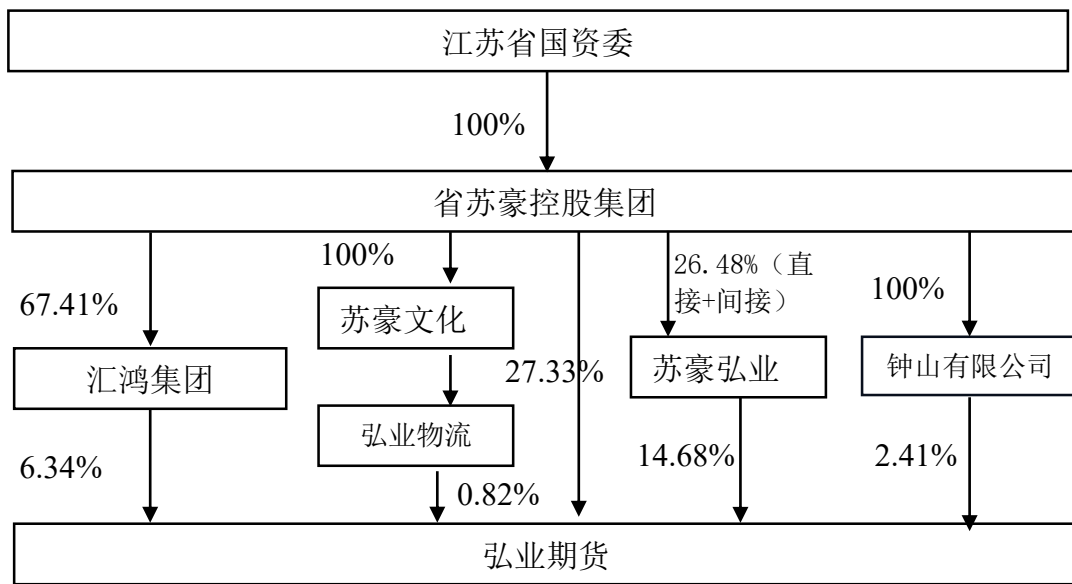 江苏省国资委
100%
省苏豪控股集团
67.41%
100%
27.33%
26.48%（直
接+间接）
100%
汇鸿集团
苏豪文化
弘业物流
苏豪弘业
钟山有限公司
6.34%
0.82%
14.68%
2.41%
弘业期货